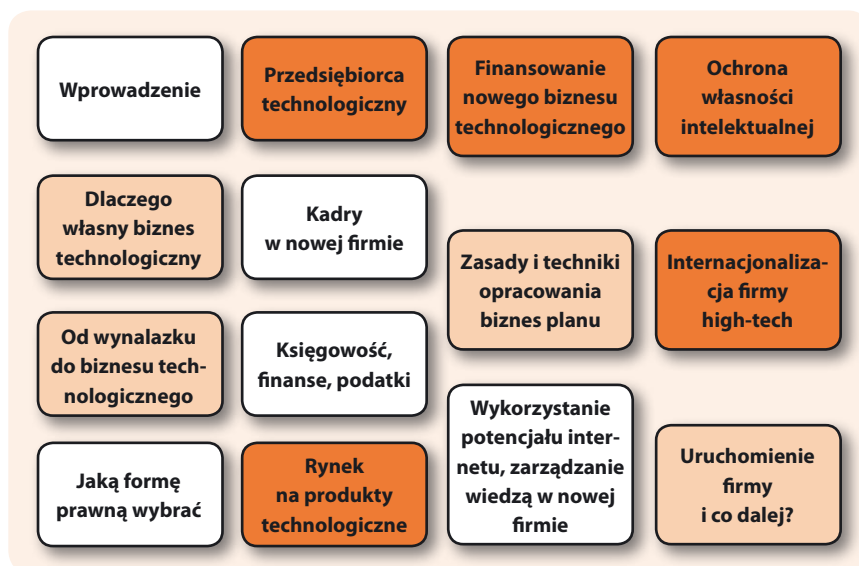 Wprowadzenie
Przedsiębiorca
technologiczny
Finansowanie
nowego biznesu
technologicznego
Ochrona
własności
intelektualnej
Dlaczego
własny biznes
technologiczny
Kadry
w nowej firmie
Zasady i techniki
opracowania
biznes planu
Internacjonaliza-
cja firmy
high-tech
Od wynalazku
do biznesu tech-
nologicznego
Księgowość,
finanse, podatki
Wykorzystanie
potencjału inter-
netu, zarządzanie
wiedzą w nowej
firmie
Jaką formę
prawną wybrać
Rynek
na produkty
technologiczne
Uruchomienie
firmy
i co dalej?